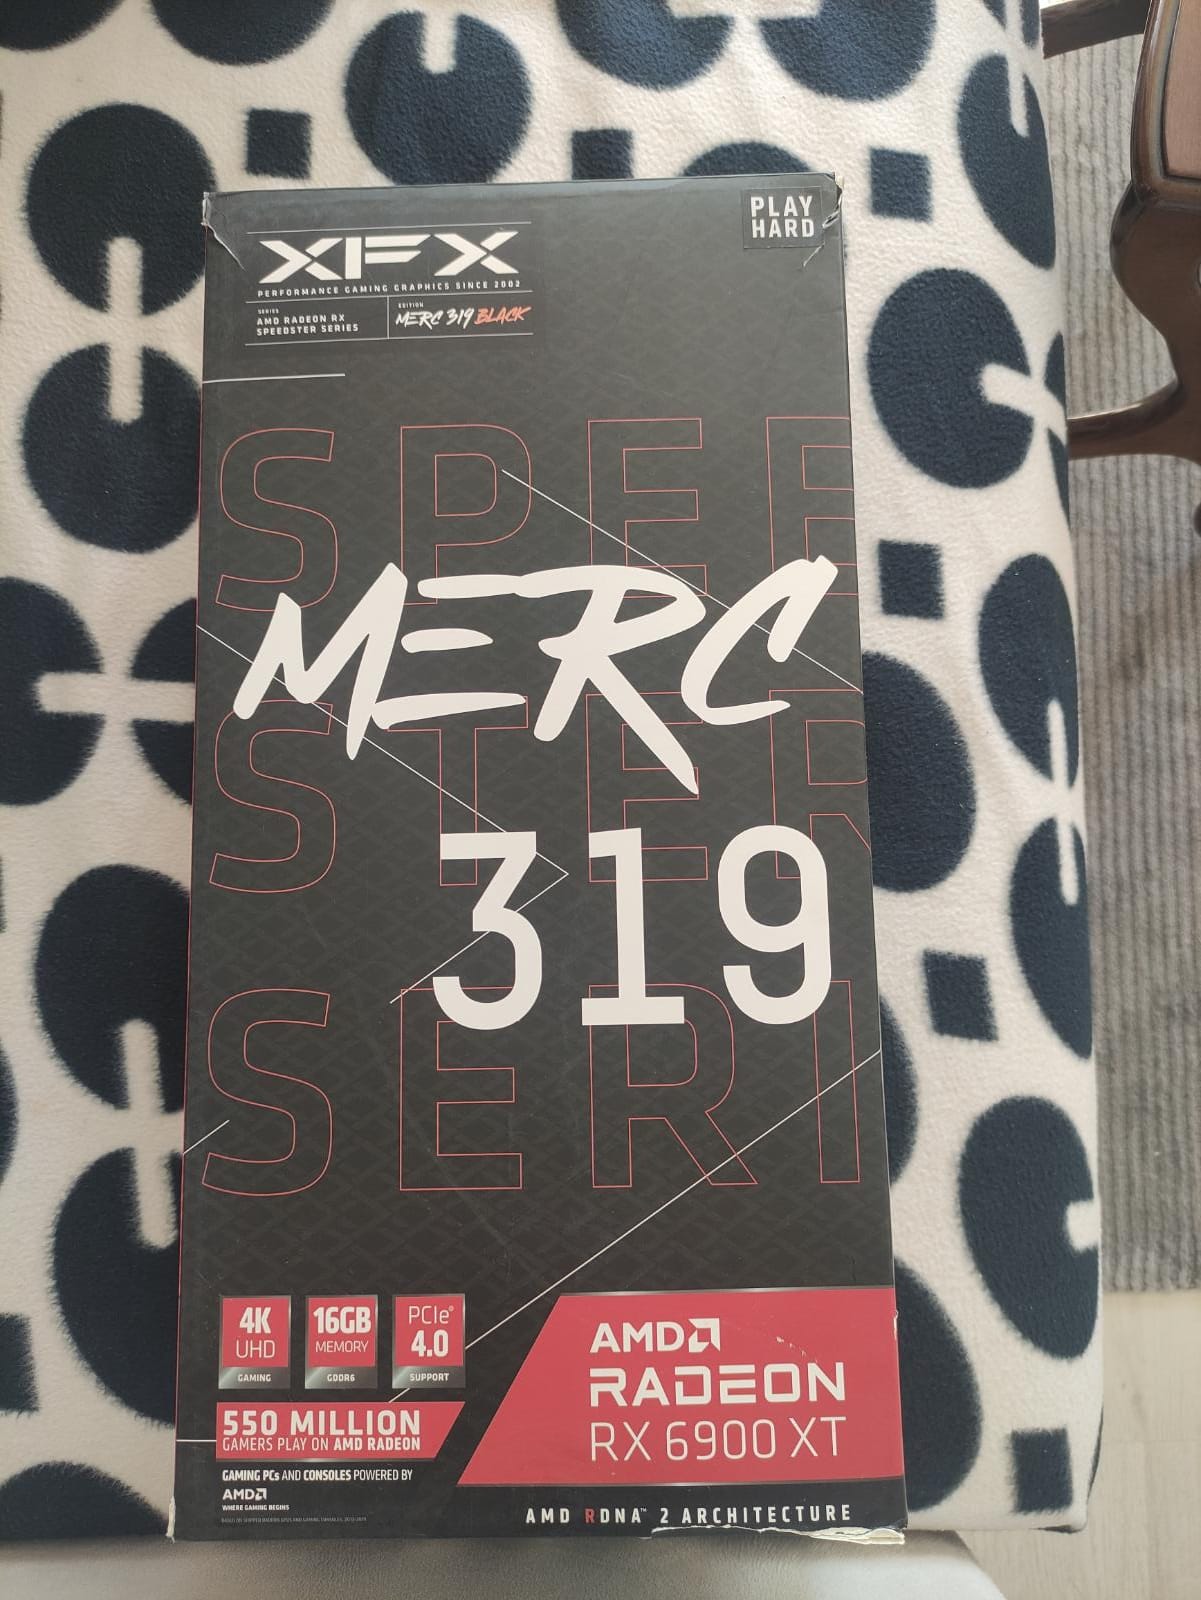 PLAY
HARD
XFX
PERFORMANCE GAMING GRAPHICS SINCE 2002
SERIES
AMD RADEON RX
SPEEDSTER SERIES
EDITION
MERC 319 BLACK
SPEE
MERC
STER
319
SERI
4K
UHD
GAMING
16GB
MEMORY
GDDR6
PCIe®
4.0
SUPPORT
550 MILLION
GAMERS PLAY ON AMD RADEON
GAMING PCs AND CONSOLES POWERED BY
AMD
WHERE GAMING BEGINS
AMD
RADEON
RX 6900 XT
AMD RDNA™ 2 ARCHITECTURE